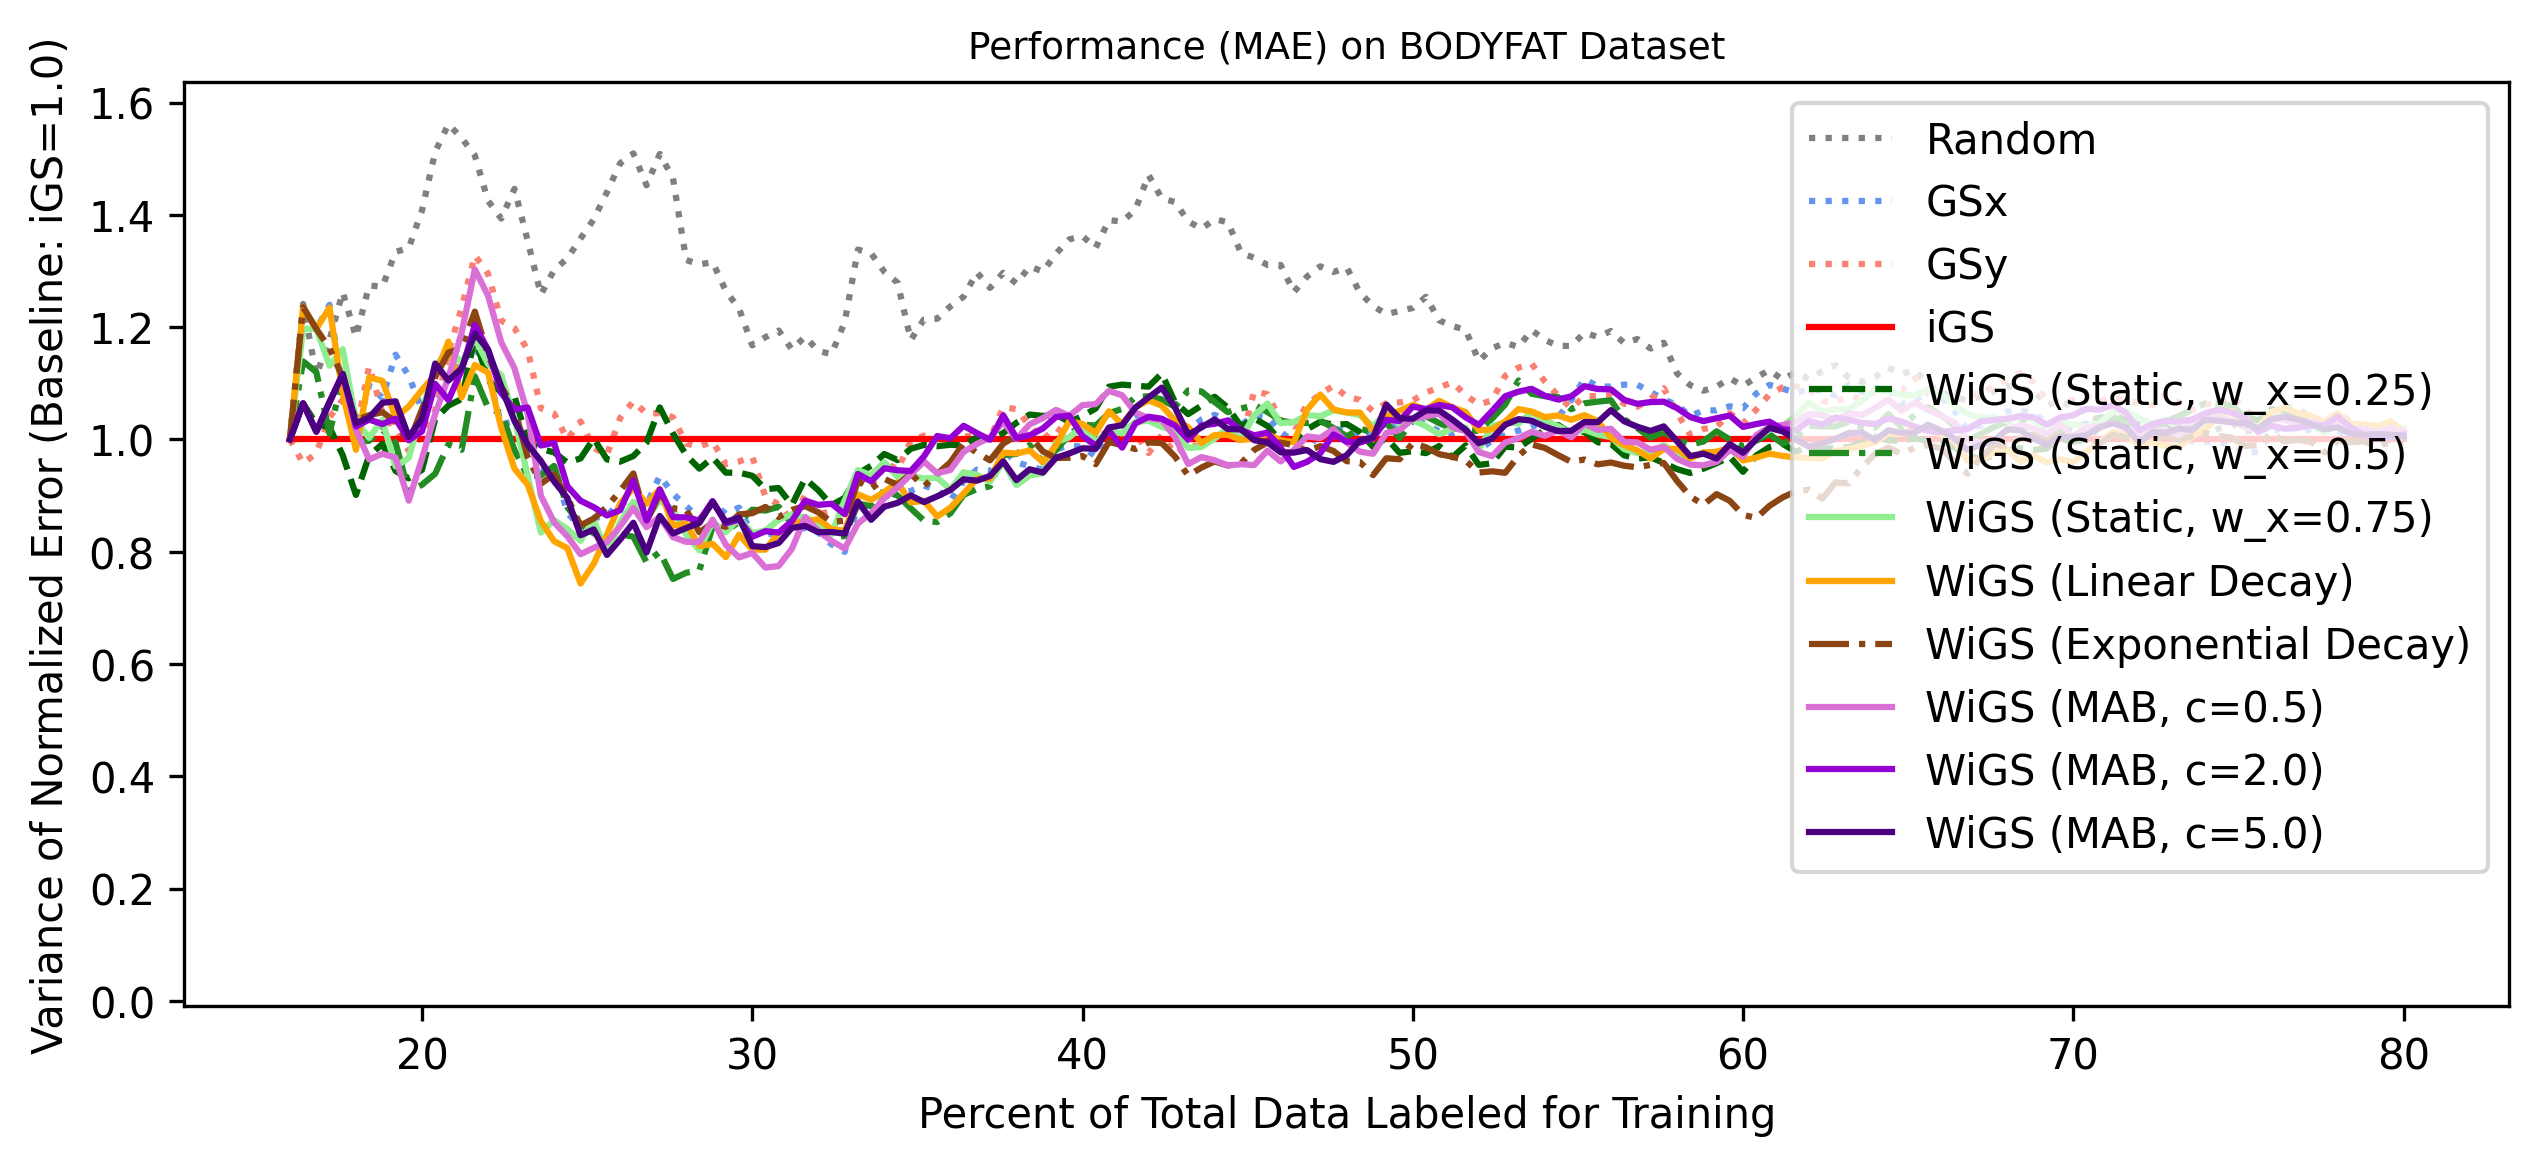 Performance (MAE) on BODYFAT Dataset
Variance of Normalized Error (Baseline: iGS=1.0)
1.6
1.4
1.2
1.0
0.8
0.6
0.4
0.2
0.0
Random
GSx
GSy
iGS
WiGS (Static, w_x=0.25)
WiGS (Static, w_x=0.5)
WiGS (Static, w_x=0.75)
WiGS (Linear Decay)
WiGS (Exponential Decay)
WiGS (MAB, c=0.5)
WiGS (MAB, c=2.0)
WiGS (MAB, c=5.0)
20 30 40 50 60 70 80
Percent of Total Data Labeled for Training